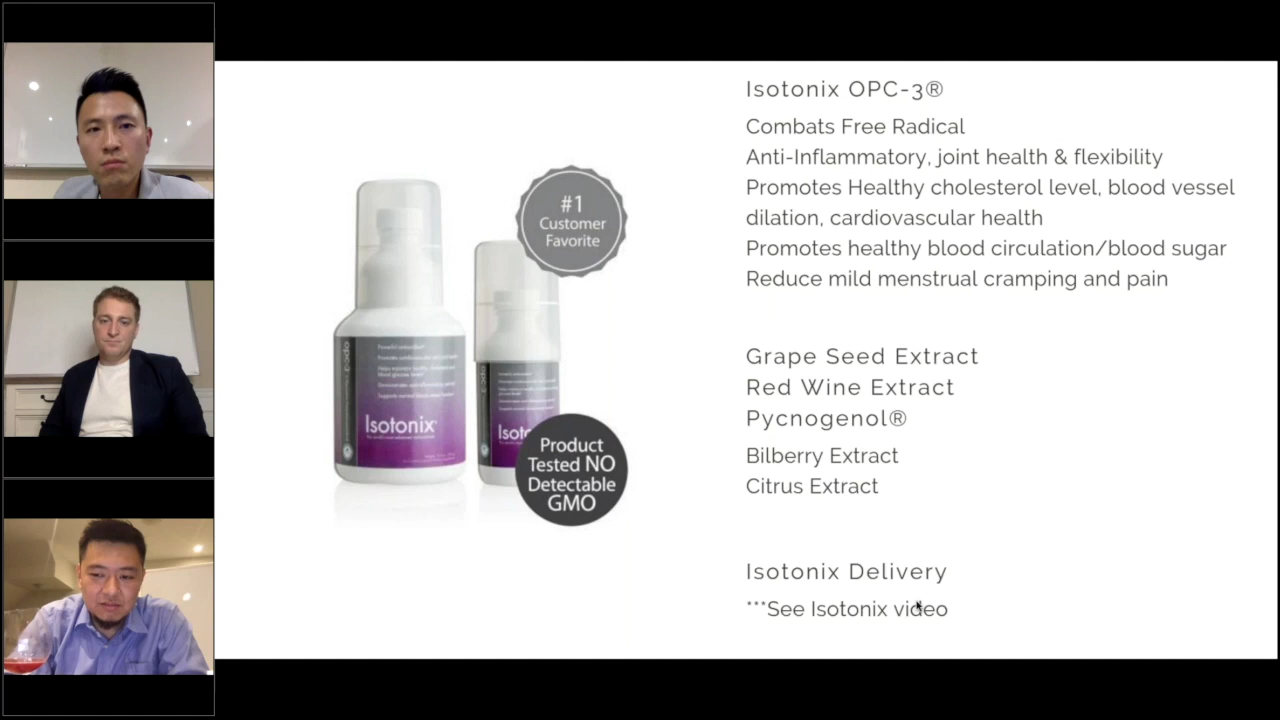 Isotonix OPC-3®
Combats Free Radical
Anti-Inflammatory, joint health & flexibility
Promotes Healthy cholesterol level, blood vessel
dilation, cardiovascular health
Promotes healthy blood circulation/blood sugar
Reduce mild menstrual cramping and pain
Grape Seed Extract
Red Wine Extract
Pycnogenol®
Bilberry Extract
Citrus Extract
Isotonix Delivery
***See Isotonix video
#1
Customer
Favorite
Isotonix
Product
Tested NO
Detectable
GMO